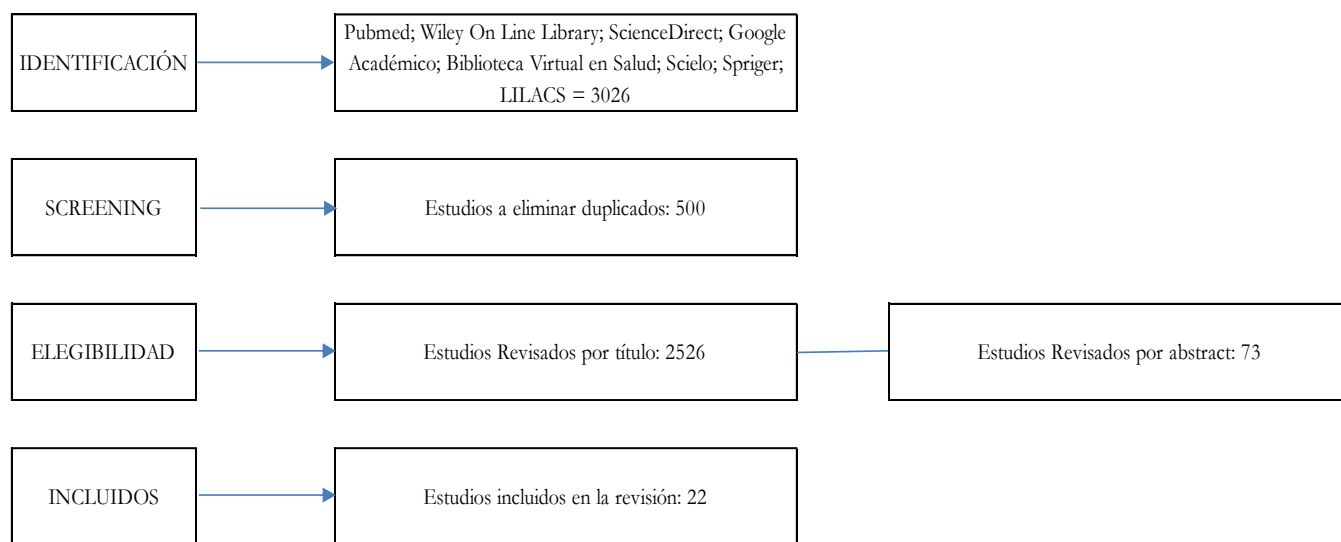 IDENTIFICACIÓN
Pubmed; Wiley On Line Library; ScienceDirect; Google
Académico; Biblioteca Virtual en Salud; Scielo; Spriger;
LILACS = 3026
SCREENING
Estudios a eliminar duplicados: 500
ELEGIBILIDAD
Estudios Revisados por título: 2526
Estudios Revisados por abstract: 73
INCLUIDOS
Estudios incluidos en la revisión: 22